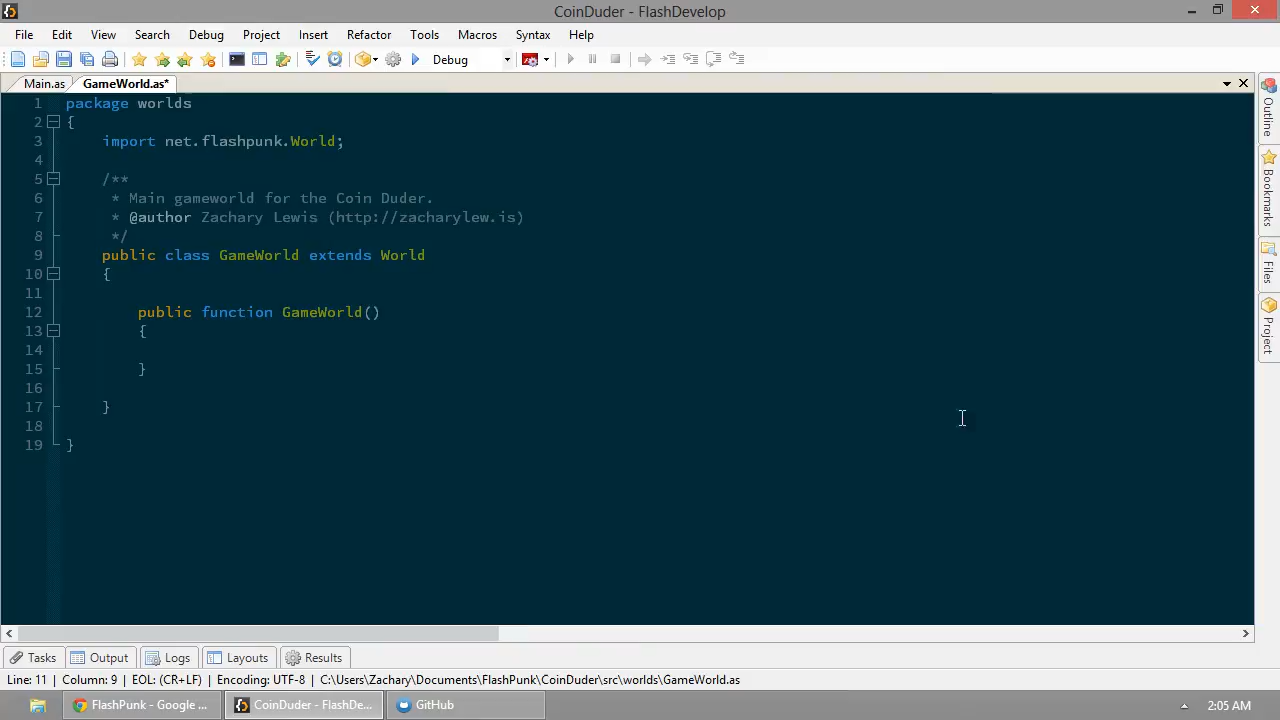 CoinDuder - FlashDevelop
File Edit View Search Debug Project Insert Refactor Tools Macros Syntax Help
Debug
Main.as GameWorld.as*
1 package worlds
2 {
3 import net.flashpunk.World;
4
5 /**
6 * Main gameworld for the Coin Duder.
7 * @author Zachary Lewis (http://zacharylew.is)
8 */
9 public class GameWorld extends World
10 {
11
12 public function GameWorld()
13 {
14
15 }
16
17 }
18
19 }
Outline
Bookmarks
Files
Project
Tasks Output Logs Layouts Results
Line: 11 | Column: 9 | EOL: (CR+LF) | Encoding: UTF-8 | C:\Users\Zachary\Documents\FlashPunk\CoinDuder\src\worlds\GameWorld.as
FlashPunk - Google ... CoinDuder - FlashDe... GitHub 2:05 AM